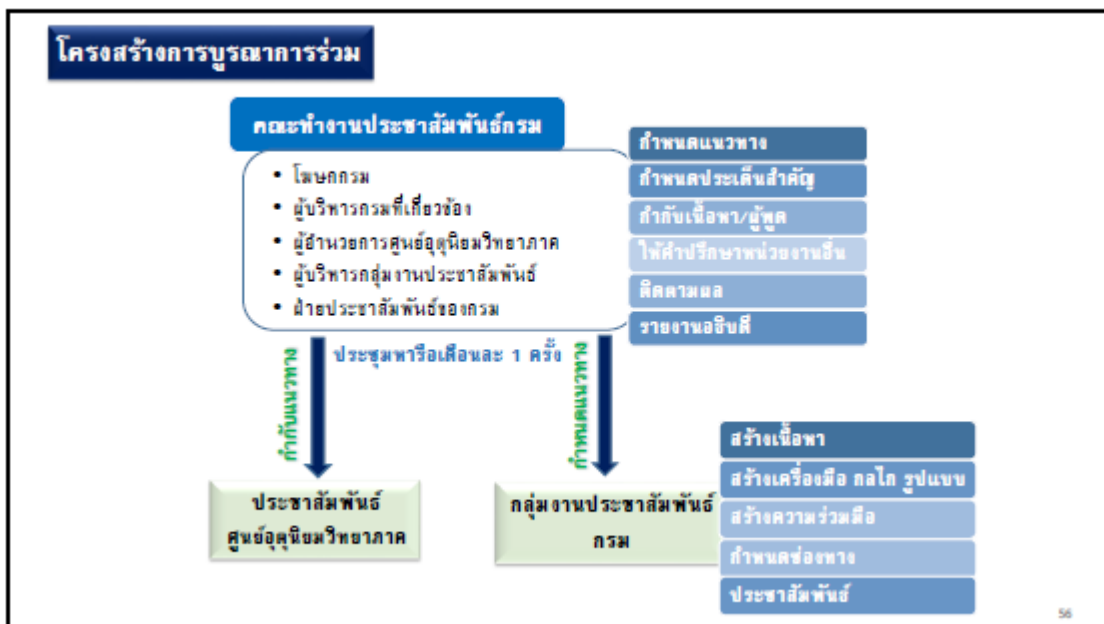 โครงสร้างการบูรณาการร่วม
คณะทำงานประชาสัมพันธ์กรม
• โฆษกกรม
• ผู้บริหารกรมที่เกี่ยวข้อง
• ผู้อำนวยการศูนย์อุตุนิยมวิทยาภาค
• ผู้บริหารกลุ่มงานประชาสัมพันธ์
• ฝ่ายประชาสัมพันธ์ของกรม
กำหนดแนวทาง
กำหนดประเด็นสำคัญ
กำกับเนื้อหา/ผู้พูด
ให้คำปรึกษาหน่วยงานอื่น
ติดตามผล
รายงานอธิบดี
ประชุมหารือเดือนละ 1 ครั้ง
กำกับแนวทาง
กำหนดแนวทาง
ประชาสัมพันธ์
ศูนย์อุตุนิยมวิทยาภาค
กลุ่มงานประชาสัมพันธ์
กรม
สร้างเนื้อหา
สร้างเครื่องมือ กลไก รูปแบบ
สร้างความร่วมมือ
กำหนดช่องทาง
ประชาสัมพันธ์
56